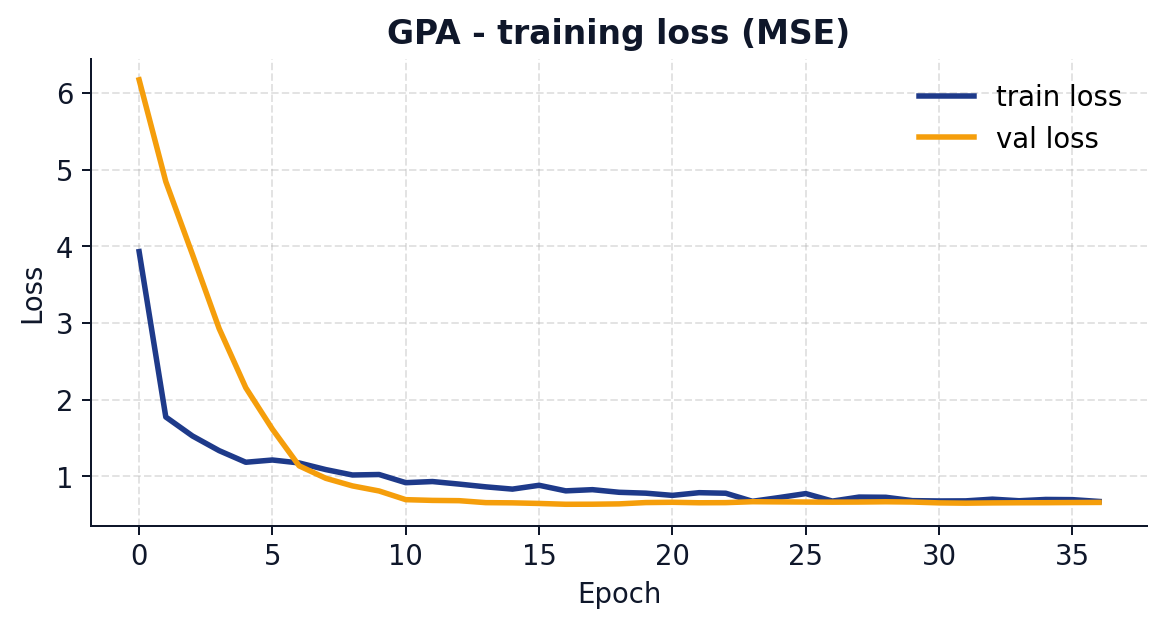 GPA - training loss (MSE)
train loss
val loss
6
5
4
3
2
1
Loss
0 5 10 15 20 25 30 35
Epoch